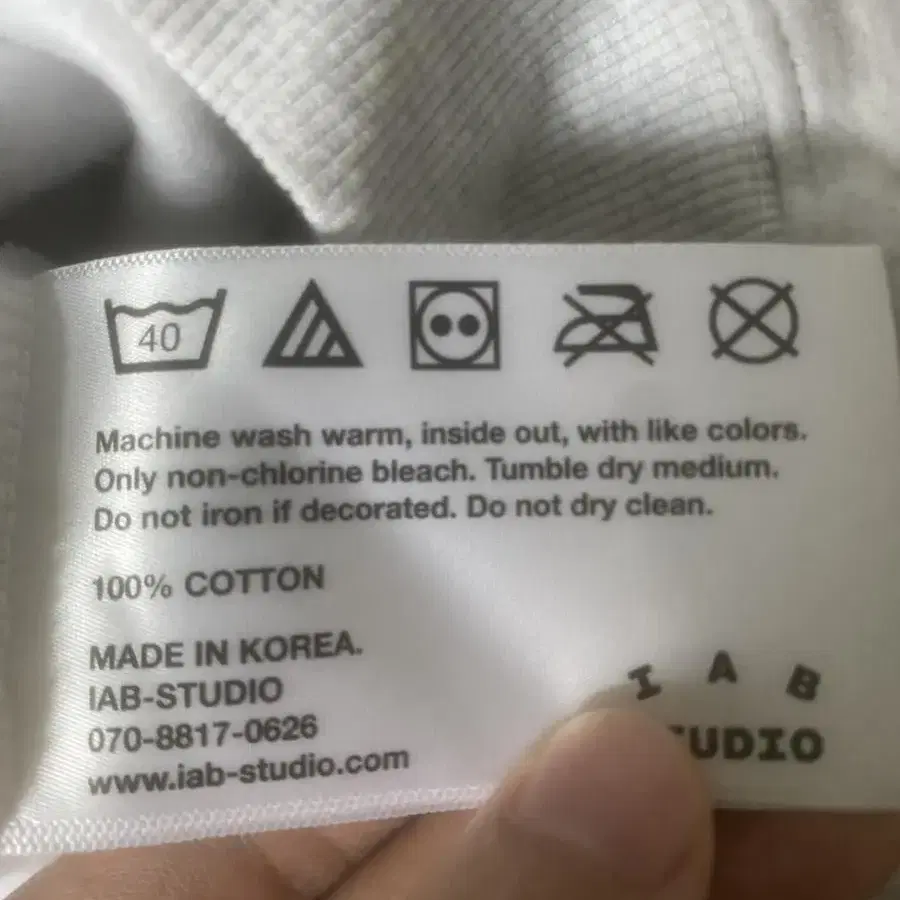 40
Machine wash warm, inside out, with like colors.
Only non-chlorine bleach. Tumble dry medium.
Do not iron if decorated. Do not dry clean.
100% COTTON
MADE IN KOREA.
IAB-STUDIO
070-8817-0626
www.iab-studio.com
I A B
TUDIO